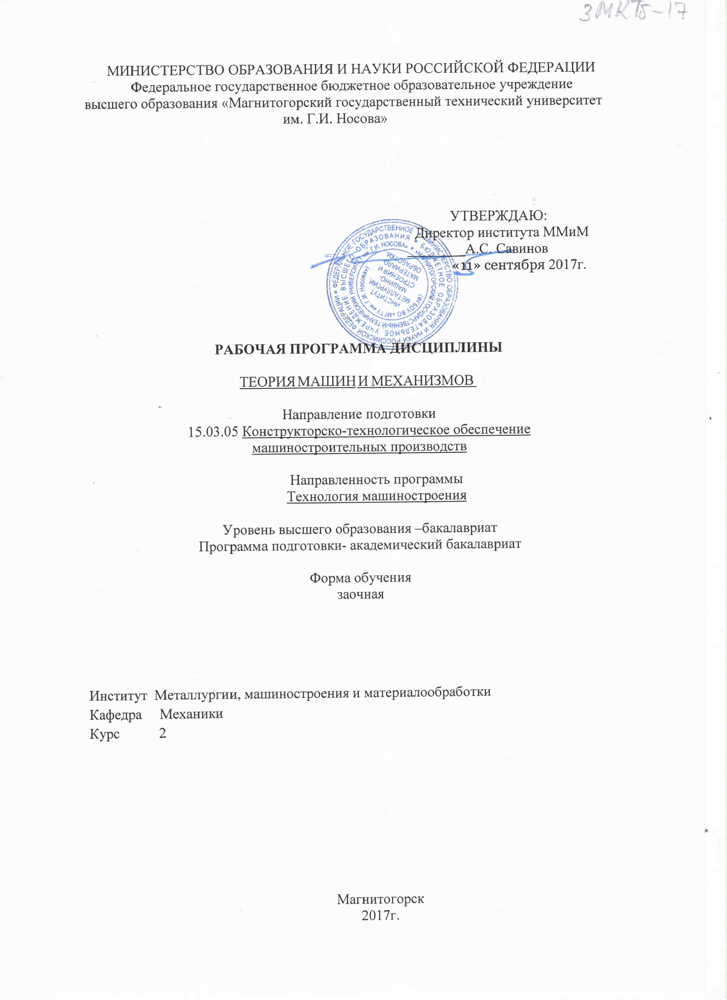 ЗМКТб-17
МИНИСТЕРСТВО ОБРАЗОВАНИЯ И НАУКИ РОССИЙСКОЙ ФЕДЕРАЦИИ
Федеральное государственное бюджетное образовательное учреждение
высшего образования «Магнитогорский государственный технический университет
им. Г.И. Носова»
УТВЕРЖДАЮ:
Директор института ММиМ
А.С. Савинов
«11» сентября 2017г.
МИНИСТЕРСТВО ОБРАЗОВАНИЯ И НАУКИ РОССИЙСКОЙ ФЕДЕРАЦИИ * ФЕДЕРАЛЬНОЕ ГОСУДАРСТВЕННОЕ *
БЮДЖЕТНОЕ ОБРАЗОВАТЕЛЬНОЕ УЧРЕЖДЕНИЕ ВЫСШЕГО ОБРАЗОВАНИЯ *
«МАГНИТОГОРСКИЙ ГОСУДАРСТВЕННЫЙ ТЕХНИЧЕСКИЙ УНИВЕРСИТЕТ им. Г.И. НОСОВА» *
(ФГБОУ ВО «МГТУ им. Г.И. Носова»)
ИНСТИТУТ
МЕТАЛЛУРГИИ,
МАШИНО-
СТРОЕНИЯ И
МАТЕРИАЛО-
ОБРАБОТКИ
РАБОЧАЯ ПРОГРАММА ДИСЦИПЛИНЫ
ТЕОРИЯ МАШИН И МЕХАНИЗМОВ
Направление подготовки
15.03.05 Конструкторско-технологическое обеспечение
машиностроительных производств
Направленность программы
Технология машиностроения
Уровень высшего образования –бакалавриат
Программа подготовки- академический бакалавриат
Форма обучения
заочная
Институт Металлургии, машиностроения и материалообработки
Кафедра Механики
Курс 2
Магнитогорск
2017г.